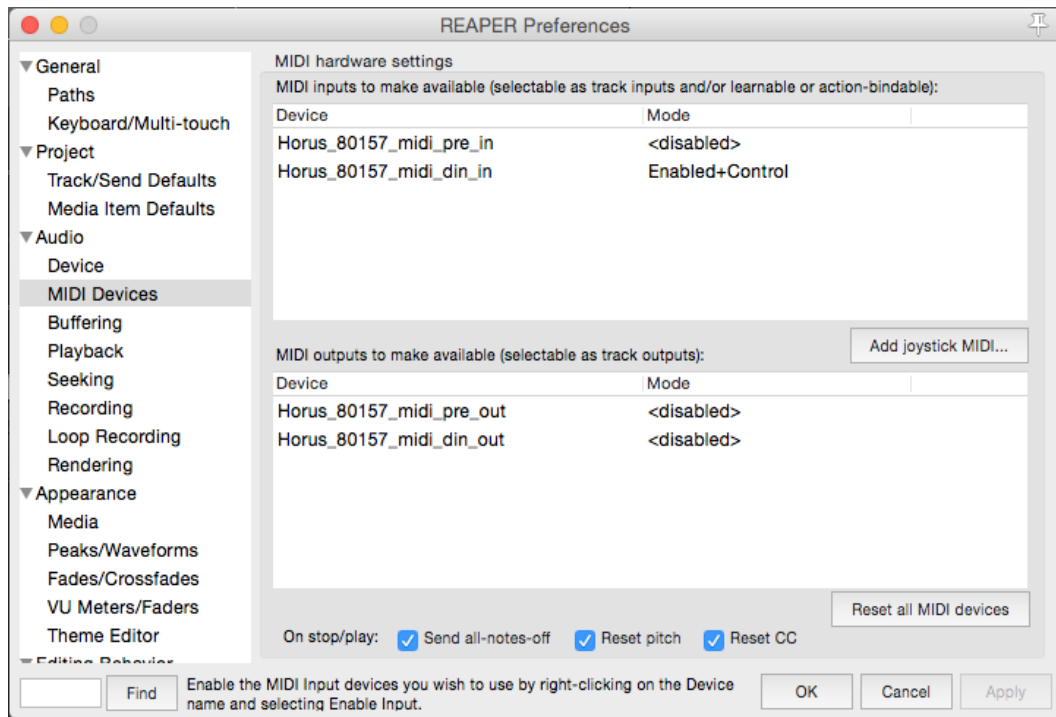 REAPER Preferences
General
Paths
Keyboard/Multi-touch
Project
Track/Send Defaults
Media Item Defaults
Audio
Device
MIDI Devices
Buffering
Playback
Seeking
Recording
Loop Recording
Rendering
Appearance
Media
Peaks/Waveforms
Fades/Crossfades
VU Meters/Faders
Theme Editor
Editing Behavior
Find
MIDI hardware settings
MIDI inputs to make available (selectable as track inputs and/or learnable or action-bindable):
Device Mode
Horus_80157_midi_pre_in <disabled>
Horus_80157_midi_din_in Enabled+Control
Add joystick MIDI...
MIDI outputs to make available (selectable as track outputs):
Device Mode
Horus_80157_midi_pre_out <disabled>
Horus_80157_midi_din_out <disabled>
Reset all MIDI devices
On stop/play: Send all-notes-off Reset pitch Reset CC
Enable the MIDI Input devices you wish to use by right-clicking on the Device
name and selecting Enable Input.
OK Cancel Apply